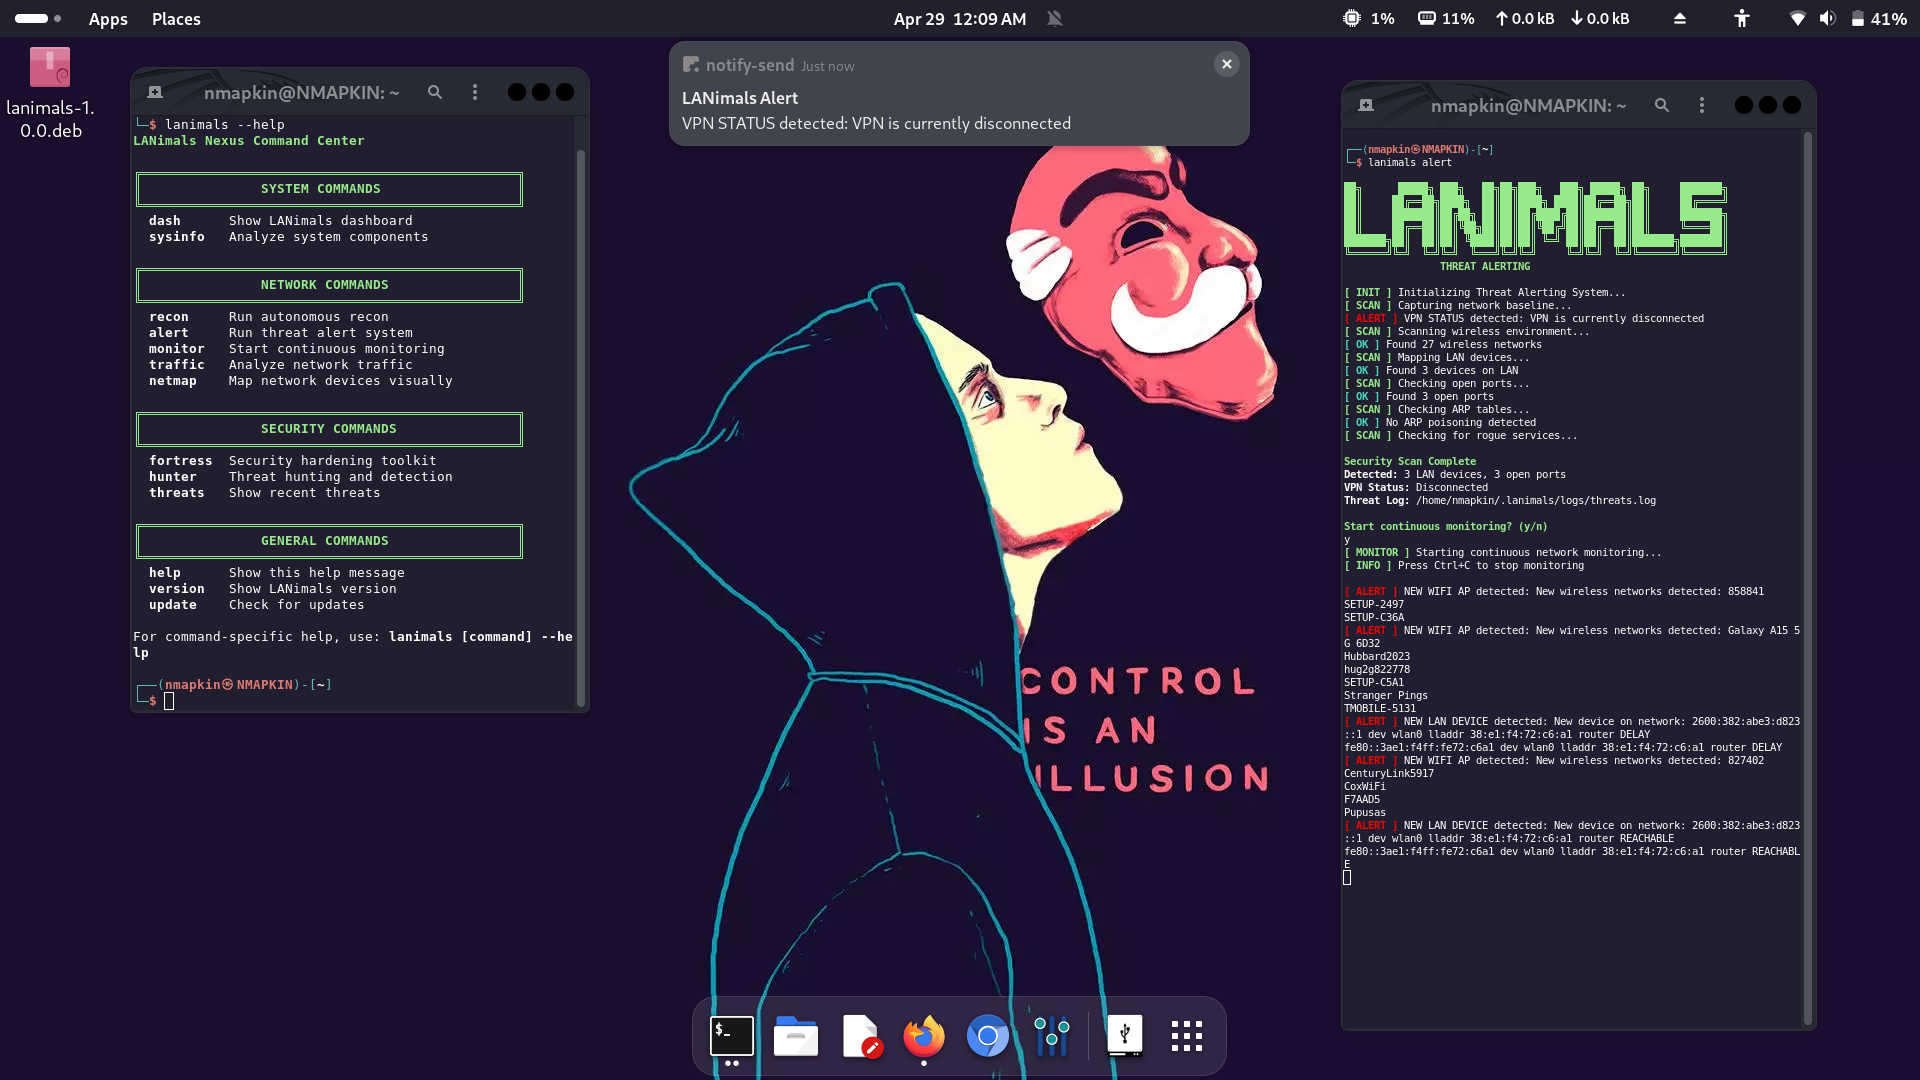 Apps Places Apr 29 12:09 AM 1% 11% 0.0 kB 0.0 kB 41%
lanimals-1.
0.0.deb
nmapkin@NMAPKIN: ~
└─$ lanimals --help
LANimals Nexus Command Center
SYSTEM COMMANDS
dash Show LANimals dashboard
sysinfo Analyze system components
NETWORK COMMANDS
recon Run autonomous recon
alert Run threat alert system
monitor Start continuous monitoring
traffic Analyze network traffic
netmap Map network devices visually
SECURITY COMMANDS
fortress Security hardening toolkit
hunter Threat hunting and detection
threats Show recent threats
GENERAL COMMANDS
help Show this help message
version Show LANimals version
update Check for updates
For command-specific help, use: lanimals [command] --he
lp
┌──(nmapkin㉿NMAPKIN)-[~]
└─$
notify-send Just now
LANimals Alert
VPN STATUS detected: VPN is currently disconnected
CONTROL
IS AN
ILLUSION
nmapkin@NMAPKIN: ~
┌──(nmapkin㉿NMAPKIN)-[~]
└─$ lanimals alert
LANIMALS
THREAT ALERTING
[ INIT ] Initializing Threat Alerting System...
[ SCAN ] Capturing network baseline...
[ ALERT ] VPN STATUS detected: VPN is currently disconnected
[ SCAN ] Scanning wireless environment...
[ OK ] Found 27 wireless networks
[ SCAN ] Mapping LAN devices...
[ OK ] Found 3 devices on LAN
[ SCAN ] Checking open ports...
[ OK ] Found 3 open ports
[ SCAN ] Checking ARP tables...
[ OK ] No ARP poisoning detected
[ SCAN ] Checking for rogue services...
Security Scan Complete
Detected: 3 LAN devices, 3 open ports
VPN Status: Disconnected
Threat Log: /home/nmapkin/.lanimals/logs/threats.log
Start continuous monitoring? (y/n)
y
[ MONITOR ] Starting continuous network monitoring...
[ INFO ] Press Ctrl+C to stop monitoring
[ ALERT ] NEW WIFI AP detected: New wireless networks detected: 858841
SETUP-2497
SETUP-C36A
[ ALERT ] NEW WIFI AP detected: New wireless networks detected: Galaxy A15 5
G 6D32
Hubbard2023
hug2g822778
SETUP-C5A1
Stranger Pings
TMOBILE-5131
[ ALERT ] NEW LAN DEVICE detected: New device on network: 2600:382:abe3:d823
::1 dev wlan0 lladdr 38:e1:f4:72:c6:a1 router DELAY
fe80::3ae1:f4ff:fe72:c6a1 dev wlan0 lladdr 38:e1:f4:72:c6:a1 router DELAY
[ ALERT ] NEW WIFI AP detected: New wireless networks detected: 827402
CenturyLink5917
CoxWiFi
F7AAD5
Pupusas
[ ALERT ] NEW LAN DEVICE detected: New device on network: 2600:382:abe3:d823
::1 dev wlan0 lladdr 38:e1:f4:72:c6:a1 router REACHABLE
fe80::3ae1:f4ff:fe72:c6a1 dev wlan0 lladdr 38:e1:f4:72:c6:a1 router REACHABL
E
$_